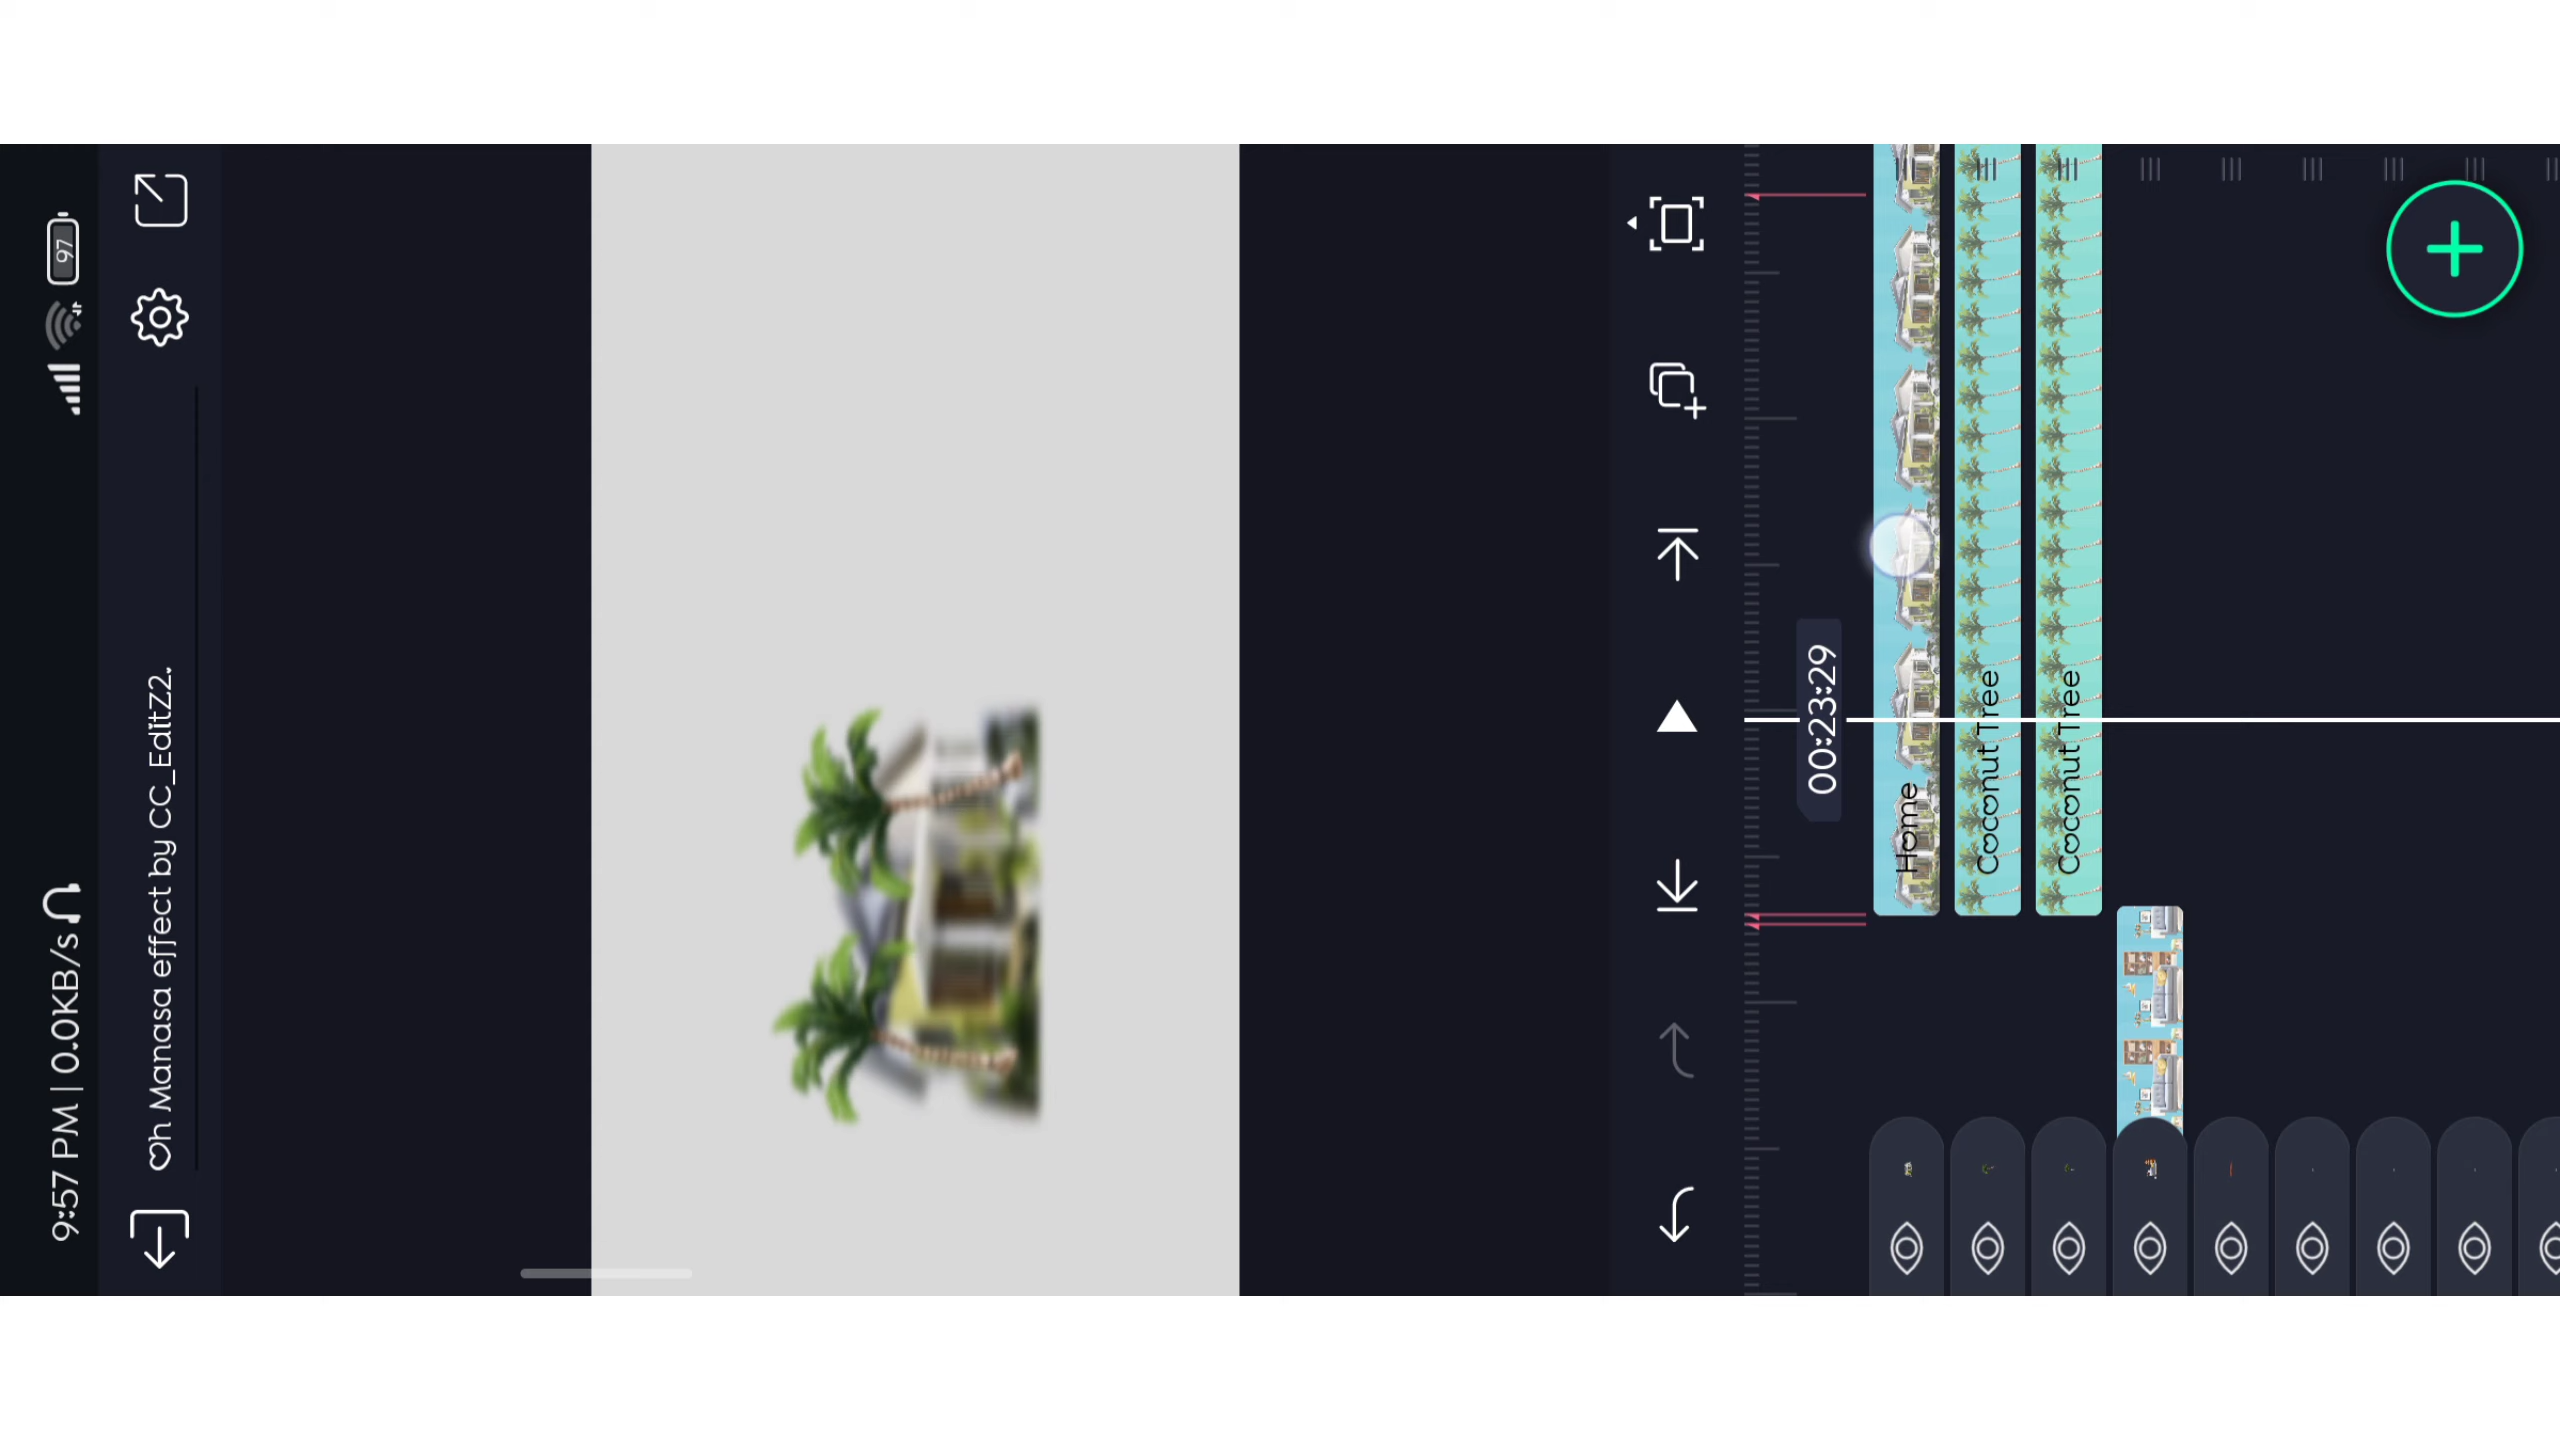 9:57 PM | 0.0KB/s
97
Oh Manasa effect by CC_EditZ2.
00:23:29
Home
Coconut Tree
Coconut Tree